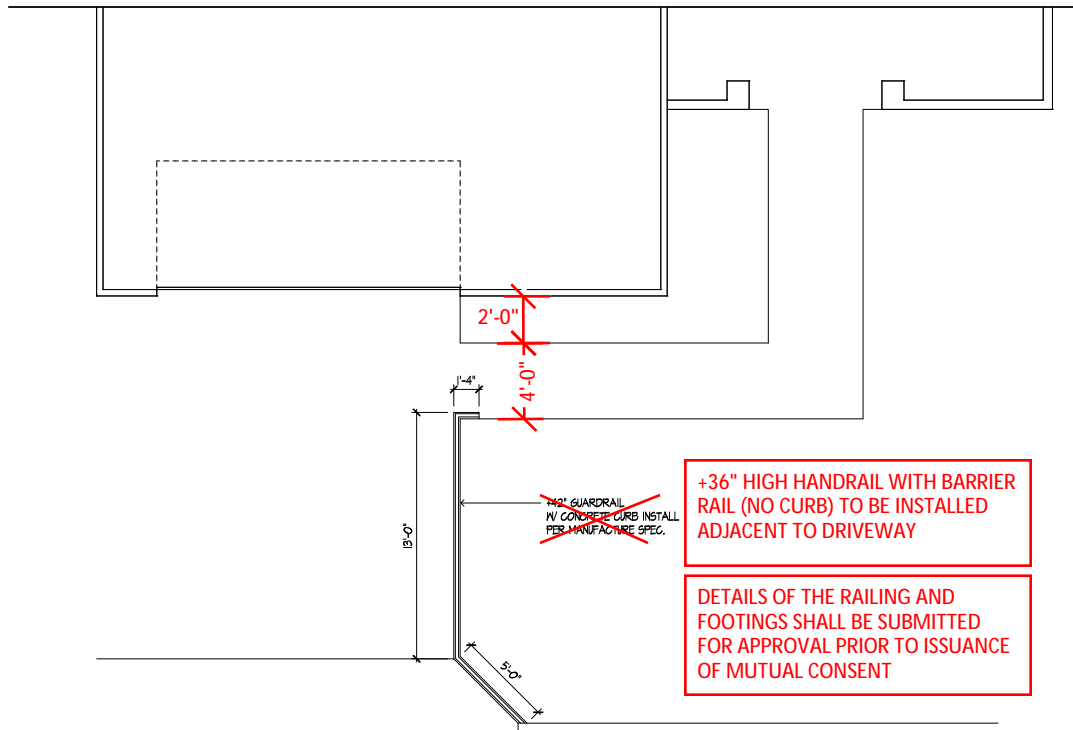 2'-0"
1'-4"
4'-0"
+36" HIGH HANDRAIL WITH BARRIER
RAIL (NO CURB) TO BE INSTALLED
ADJACENT TO DRIVEWAY
+42" GUARDRAIL
W/ CONCRETE CURB INSTALL
PER MANUFACTURE SPEC.
13'-0"
DETAILS OF THE RAILING AND
FOOTINGS SHALL BE SUBMITTED
FOR APPROVAL PRIOR TO ISSUANCE
OF MUTUAL CONSENT
5'-0"